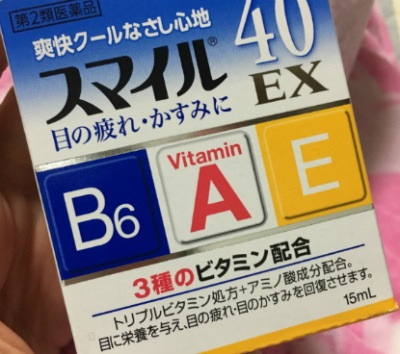 第2類医薬品
爽快クールなさし心地
スマイル® 40
EX
目の疲れ・かすみに
B6
Vitamin
A
E
3種のビタミン配合
トリプルビタミン処方+アミノ酸成分配合。
目に栄養を与え、目の疲れ・目のかすみを回復させます。
15mL